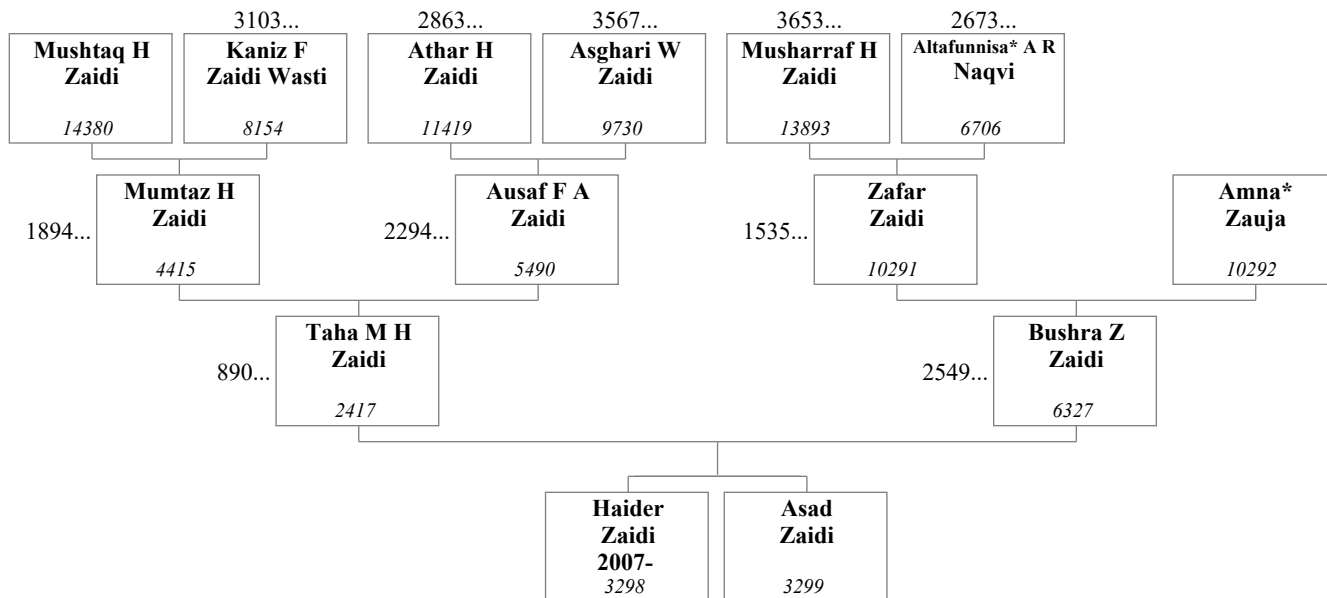 3103...
2863...
3567...
3653...
2673...
Mushtaq H
Zaidi
14380
Kaniz F
Zaidi Wasti
8154
Athar H
Zaidi
11419
Asghari W
Zaidi
9730
Musharraf H
Zaidi
13893
Altafunnisa* A R
Naqvi
6706
1894...
Mumtaz H
Zaidi
4415
2294...
Ausaf F A
Zaidi
5490
1535...
Zafar
Zaidi
10291
Amna*
Zauja
10292
890...
Taha M H
Zaidi
2417
2549...
Bushra Z
Zaidi
6327
Haider
Zaidi
2007-
3298
Asad
Zaidi
3299